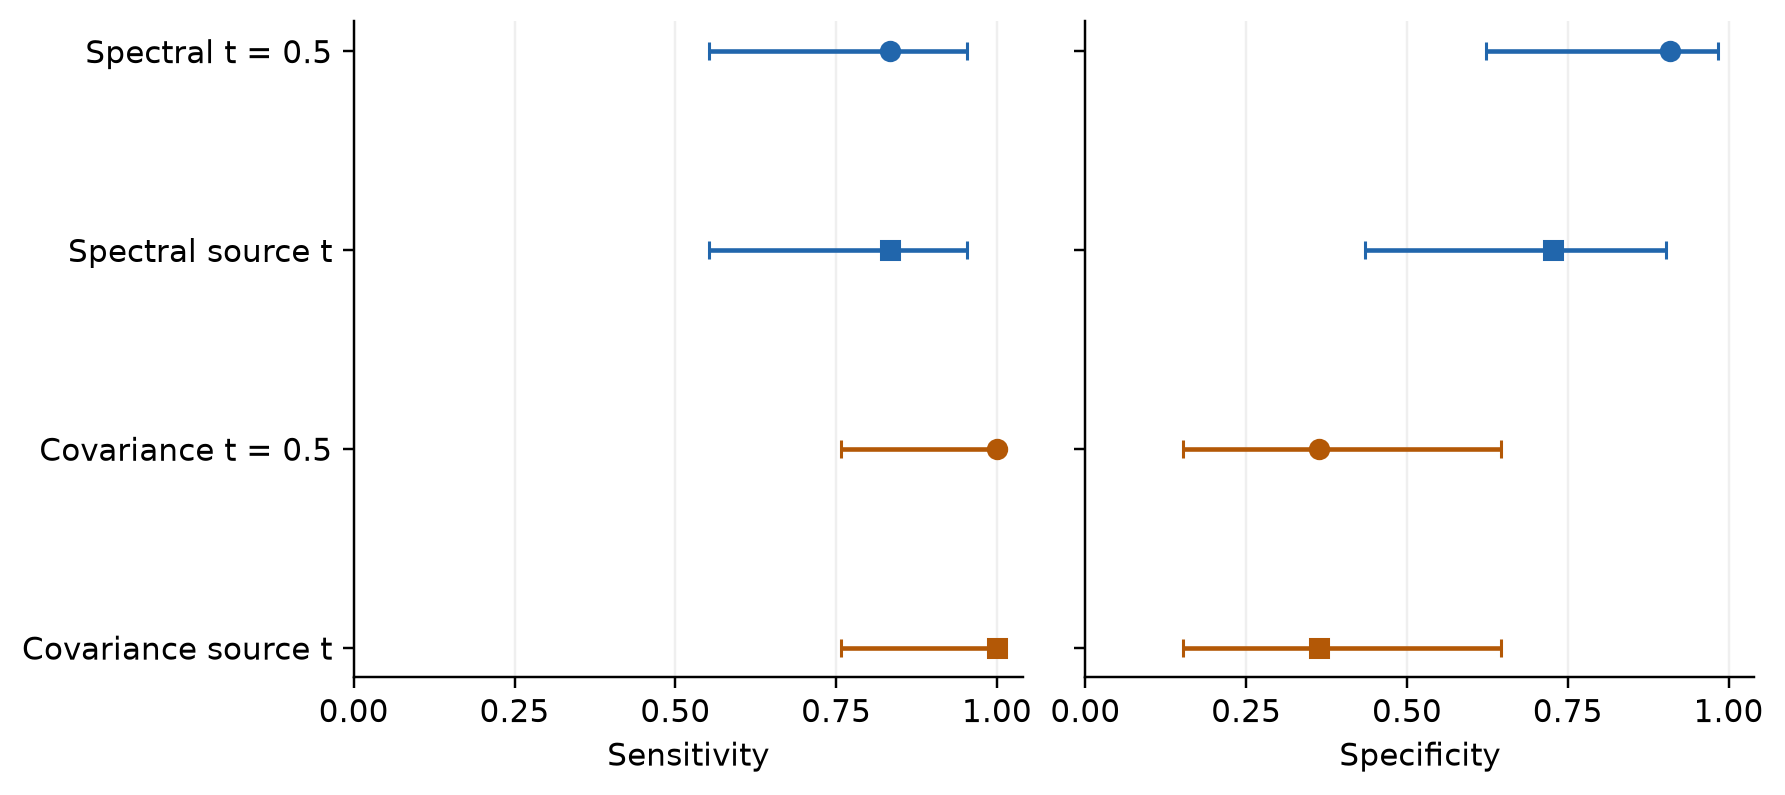 Spectral t = 0.5
Spectral source t
Covariance t = 0.5
Covariance source t
0.00 0.25 0.50 0.75 1.00 0.00 0.25 0.50 0.75 1.00
Sensitivity Specificity